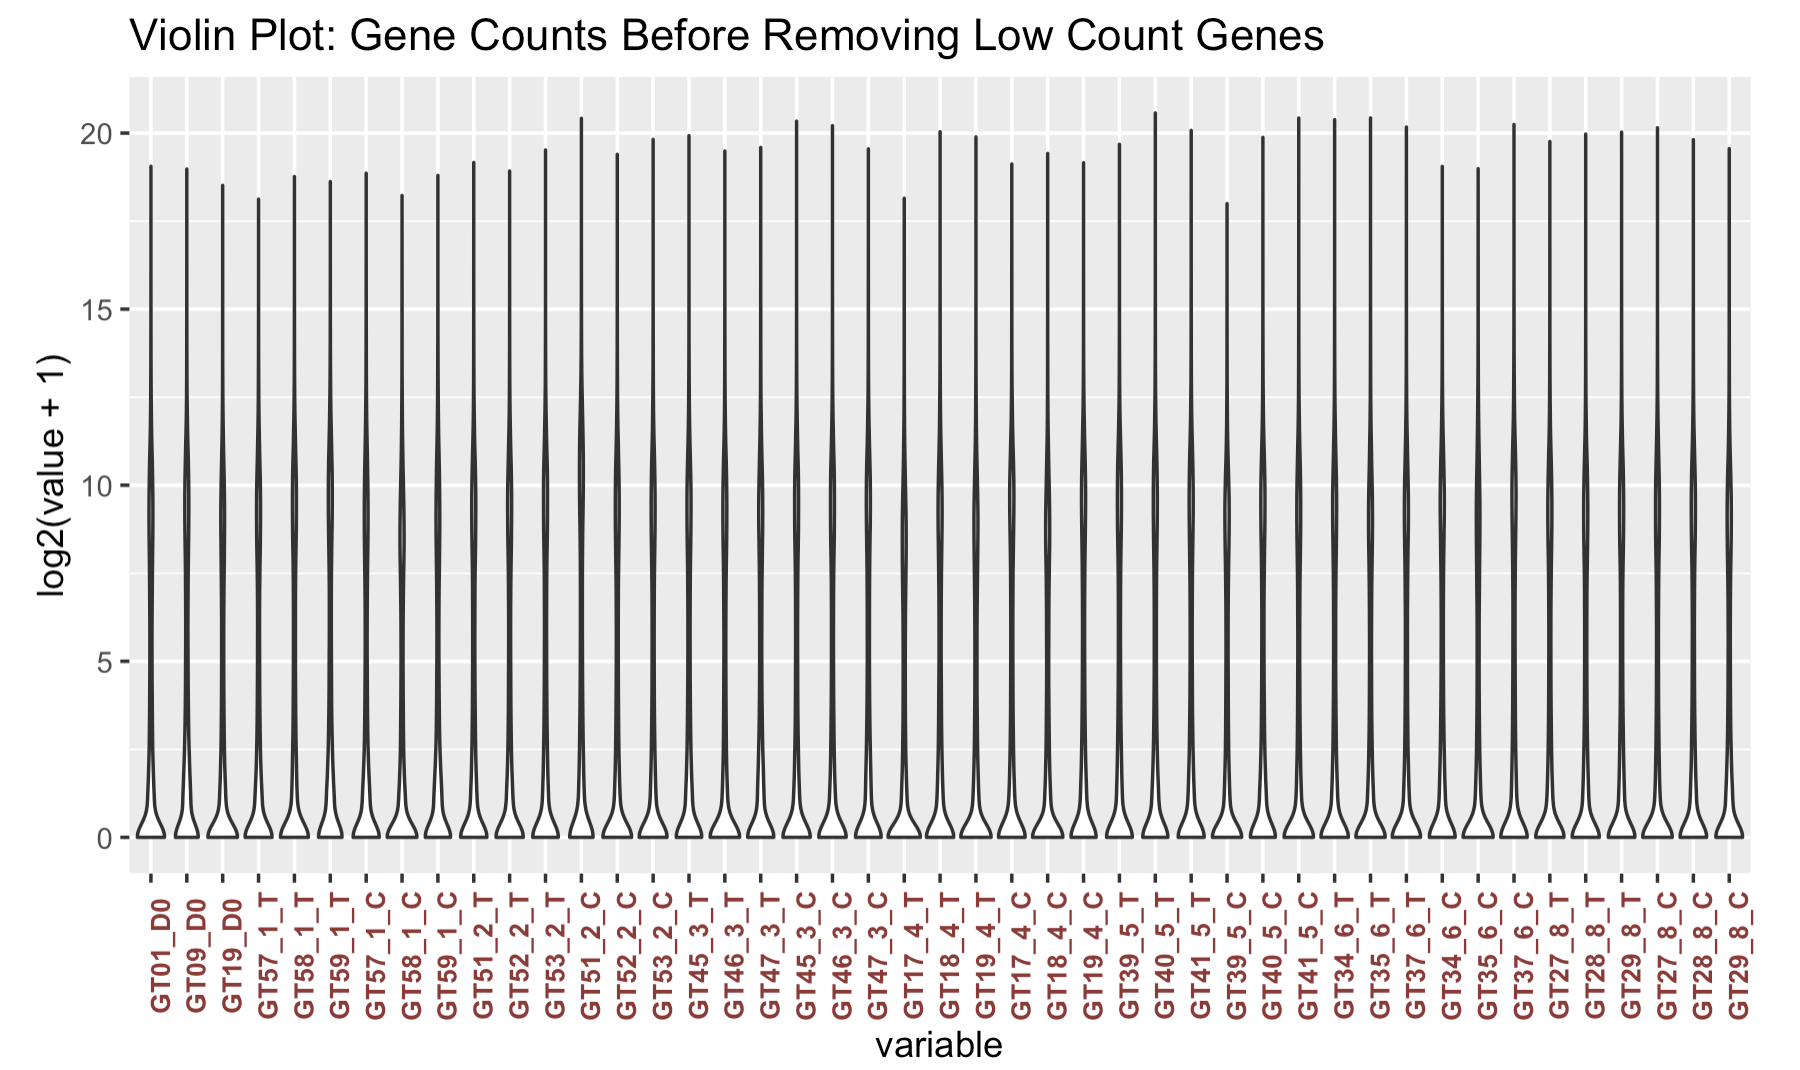 Violin Plot: Gene Counts Before Removing Low Count Genes
log2(value + 1)
20
15
10
5
0
GT01_D0
GT09_D0
GT19_D0
GT57_1_T
GT58_1_T
GT59_1_T
GT57_1_C
GT58_1_C
GT59_1_C
GT51_2_T
GT52_2_T
GT53_2_T
GT51_2_C
GT52_2_C
GT53_2_C
GT45_3_T
GT46_3_T
GT47_3_T
GT45_3_C
GT46_3_C
GT47_3_C
GT17_4_T
GT18_4_T
GT19_4_T
GT17_4_C
GT18_4_C
GT19_4_C
GT39_5_T
GT40_5_T
GT41_5_T
GT39_5_C
GT40_5_C
GT41_5_C
GT34_6_T
GT35_6_T
GT37_6_T
GT34_6_C
GT35_6_C
GT37_6_C
GT27_8_T
GT28_8_T
GT29_8_T
GT27_8_C
GT28_8_C
GT29_8_C
variable